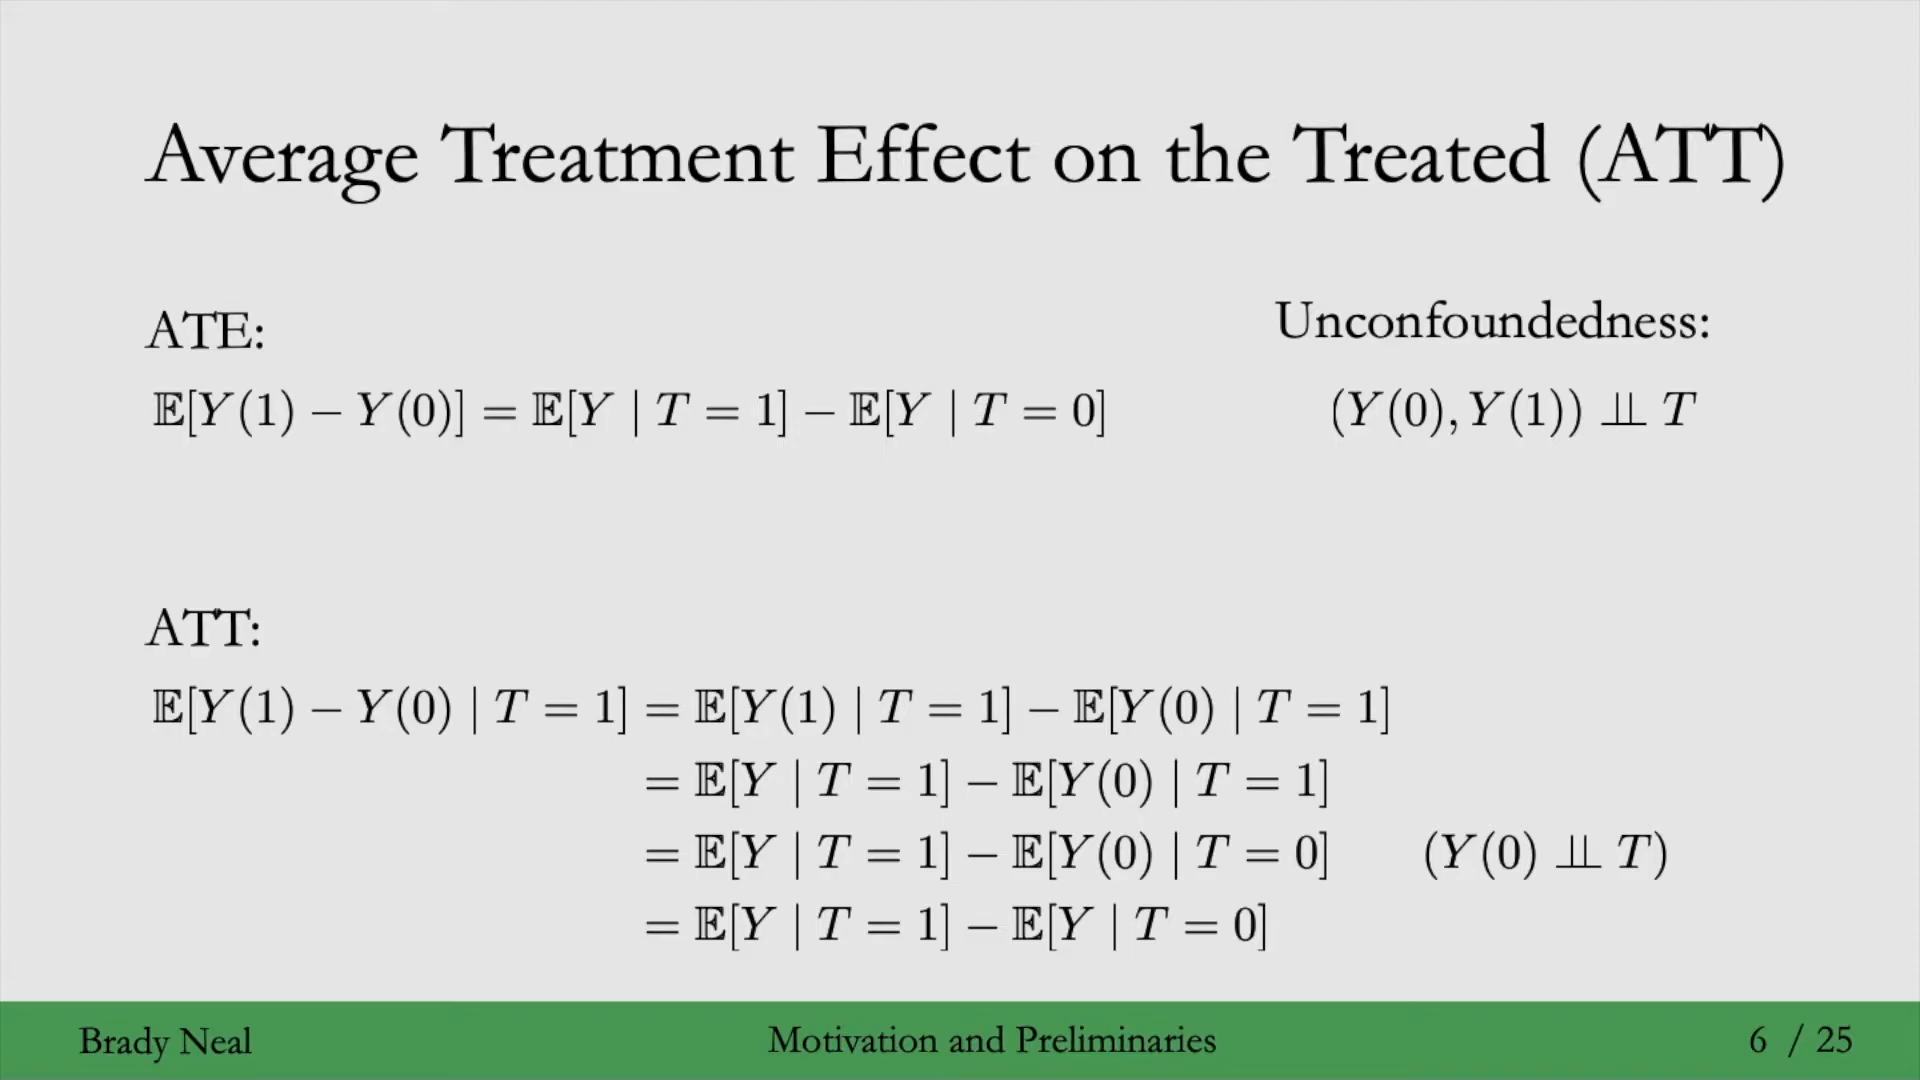 Average Treatment Effect on the Treated (ATT)
ATE:
Unconfoundedness:
𝔼[Y(1) − Y(0)] = 𝔼[Y | T = 1] − 𝔼[Y | T = 0]
(Y(0), Y(1)) ⫫ T
ATT:
𝔼[Y(1) − Y(0) | T = 1] = 𝔼[Y(1) | T = 1] − 𝔼[Y(0) | T = 1]
= 𝔼[Y | T = 1] − 𝔼[Y(0) | T = 1]
= 𝔼[Y | T = 1] − 𝔼[Y(0) | T = 0] (Y(0) ⫫ T)
= 𝔼[Y | T = 1] − 𝔼[Y | T = 0]
Brady Neal
Motivation and Preliminaries
6 / 25